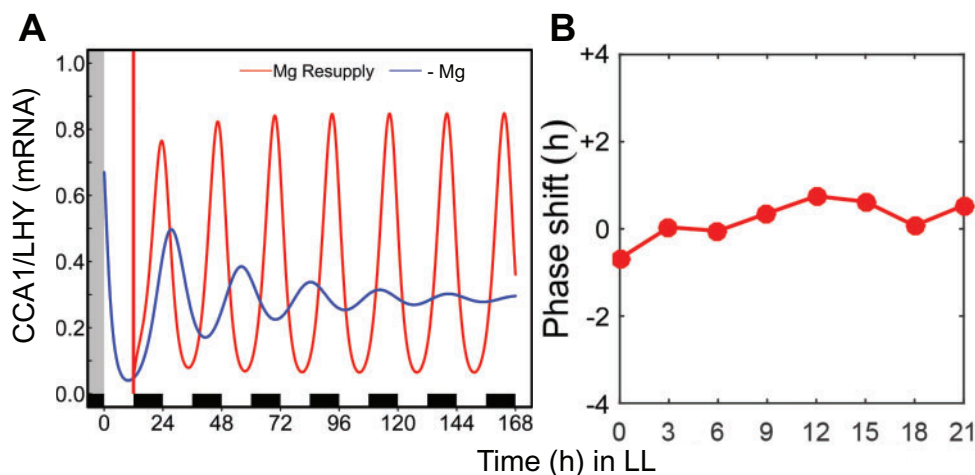 A
B
CCA1/LHY (mRNA)
1.0
0.8
0.6
0.4
0.2
0.0
Mg Resupply
- Mg
0 24 48 72 96 120 144 168
Phase shift (h)
+4
+2
0
-2
-4
0 3 6 9 12 15 18 21
Time (h) in LL